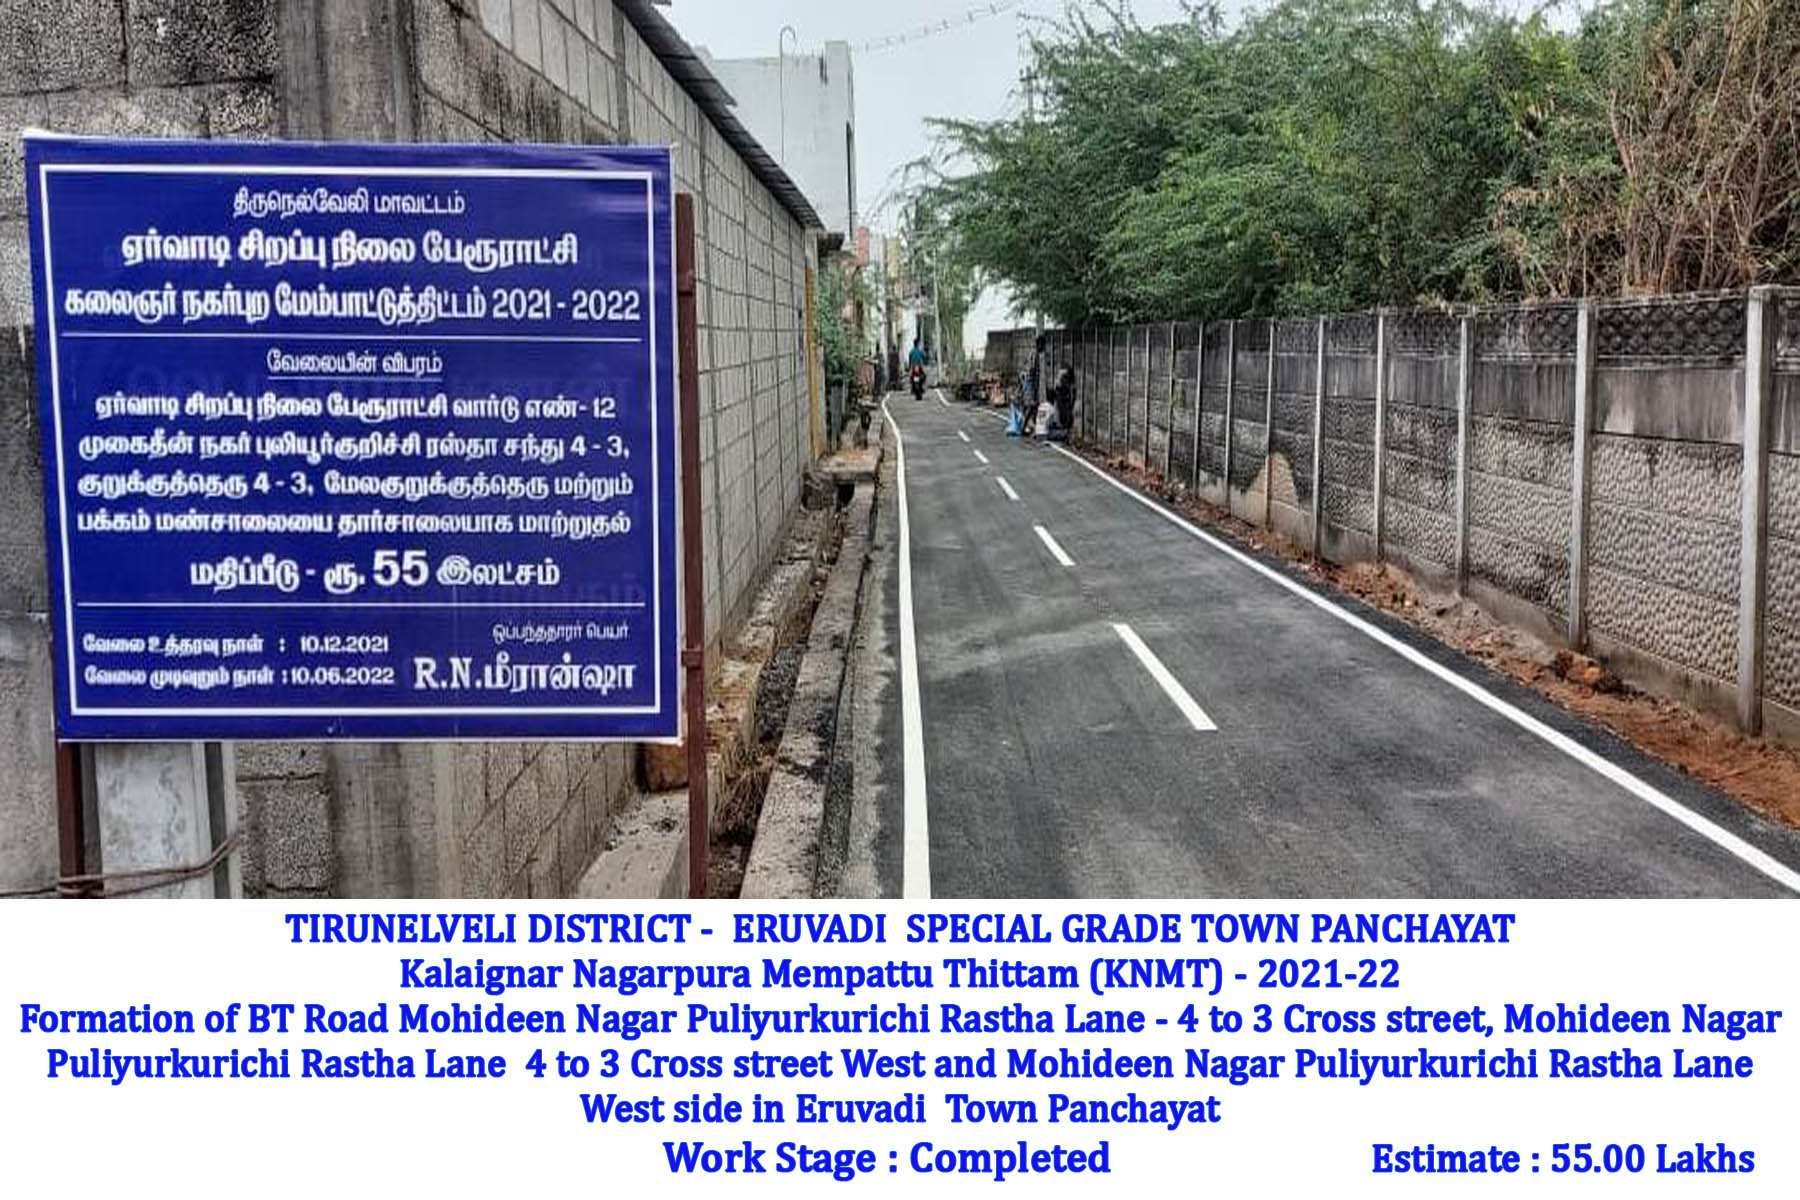 திருநெல்வேலி மாவட்டம்
ஏர்வாடி சிறப்பு நிலை பேரூராட்சி
கலைஞர் நகர்புற மேம்பாட்டுத்திட்டம் 2021 - 2022
வேலையின் விபரம்
ஏர்வாடி சிறப்பு நிலை பேரூராட்சி வார்டு எண்- 12
முகைதீன் நகர் புலியூர்குறிச்சி ரஸ்தா சந்து 4 - 3,
குறுக்குத்தெரு 4 - 3, மேலகுறுக்குத்தெரு மற்றும்
பக்கம் மண்சாலையை தார்சாலையாக மாற்றுதல்
மதிப்பீடு - ரூ. 55 இலட்சம்
வேலை உத்தரவு நாள் : 10.12.2021
வேலை முடிவுறும் நாள் : 10.06.2022
ஒப்பந்ததாரர் பெயர்
R.N.மீரான்ஷா
TIRUNELVELI DISTRICT - ERUVADI SPECIAL GRADE TOWN PANCHAYAT
Kalaignar Nagarpura Mempattu Thittam (KNMT) - 2021-22
Formation of BT Road Mohideen Nagar Puliyurkurichi Rastha Lane - 4 to 3 Cross street, Mohideen Nagar
Puliyurkurichi Rastha Lane 4 to 3 Cross street West and Mohideen Nagar Puliyurkurichi Rastha Lane
West side in Eruvadi Town Panchayat
Work Stage : Completed Estimate : 55.00 Lakhs